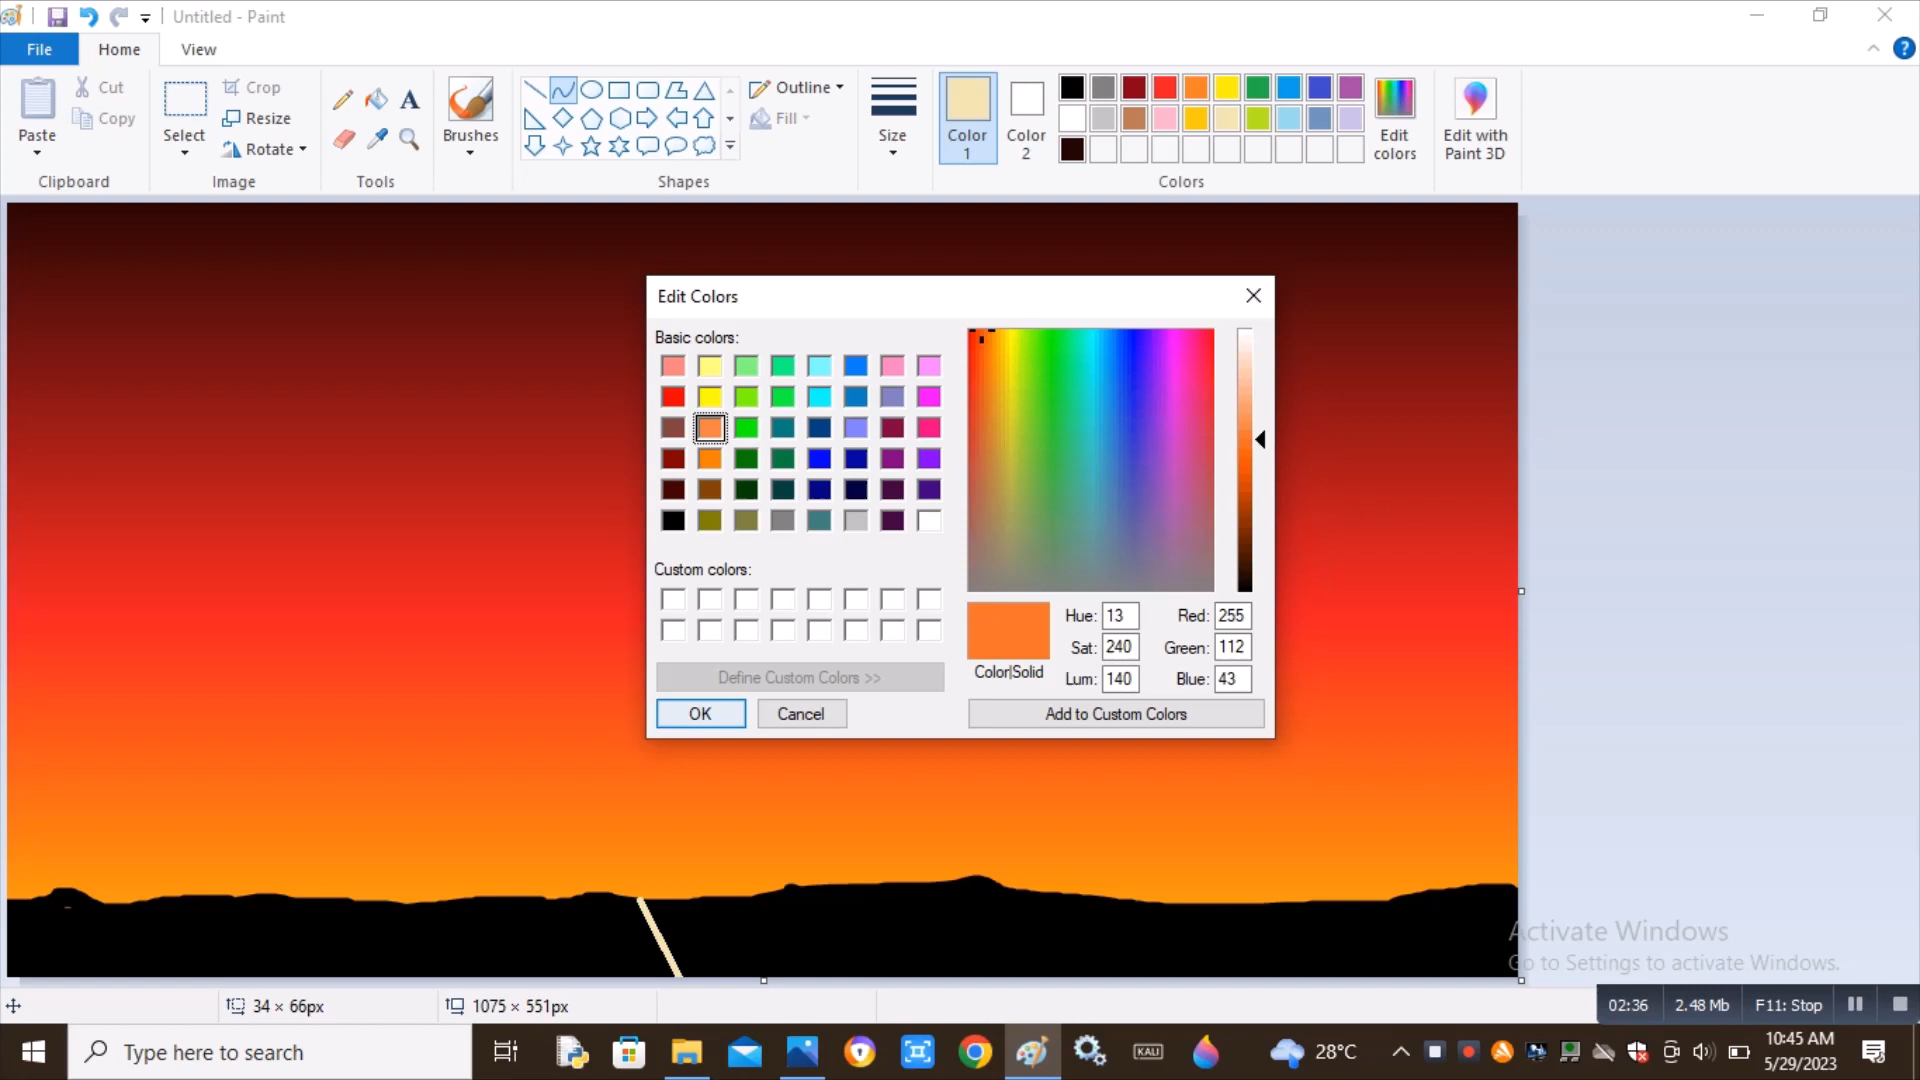 Untitled - Paint
File Home View
Paste
Cut
Copy
Clipboard
Select
Crop
Resize
Rotate
Image
A
Tools
Brushes
Outline
Fill
Shapes
Size
Color 1
Color 2
Edit colors
Colors
Edit with Paint 3D
?
Edit Colors
Basic colors:
Custom colors:
Define Custom Colors >>
OK Cancel
Color|Solid
Hue: 13 Red: 255
Sat: 240 Green: 112
Lum: 140 Blue: 43
Add to Custom Colors
Activate Windows
Go to Settings to activate Windows.
34 × 66px 1075 × 551px
02:36 2.48 Mb F11: Stop
Type here to search
KALI
28°C
10:45 AM
5/29/2023